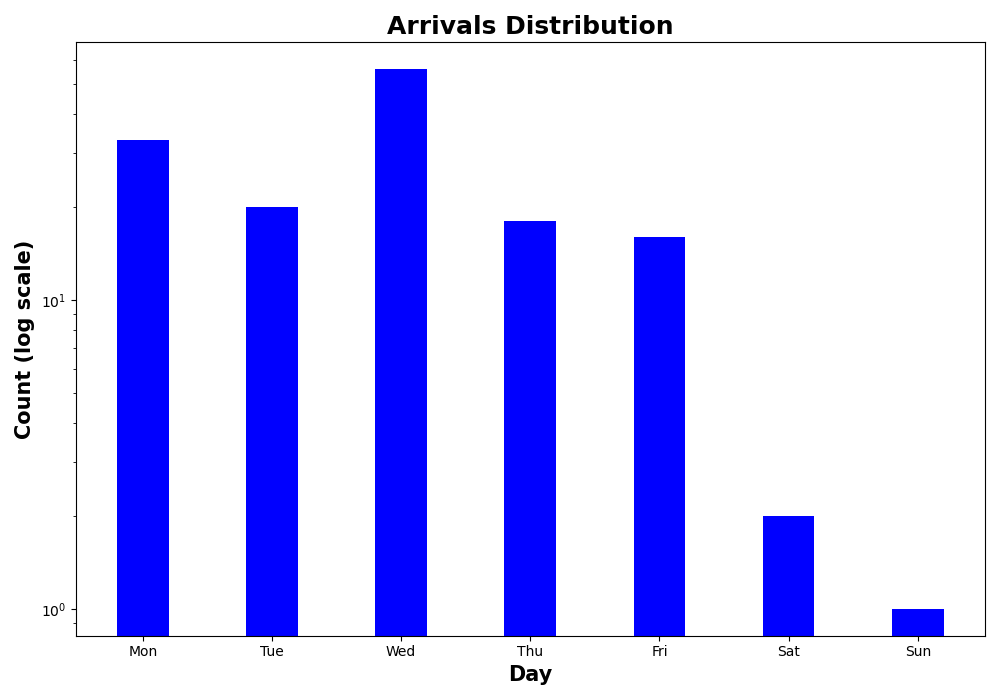 Arrivals Distribution
Count (log scale)
10¹
10⁰
Mon Tue Wed Thu Fri Sat Sun
Day